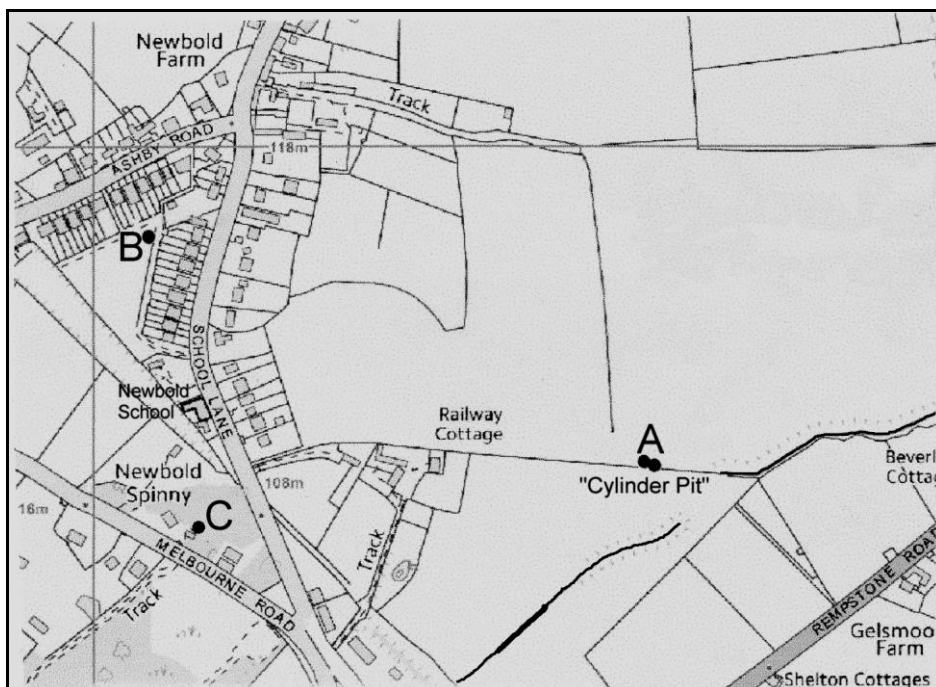 Newbold
Farm
Track
ASHBY ROAD
118m
B
SCHOOL LANE
Newbold
School
Railway
Cottage
A
"Cylinder Pit"
Newbold
Spinny
108m
16m
C
MELBOURNE ROAD
Track
Track
Beverl
Cottag
REMPSTONE ROAD
Gelsmoo
Farm
Shelton Cottages